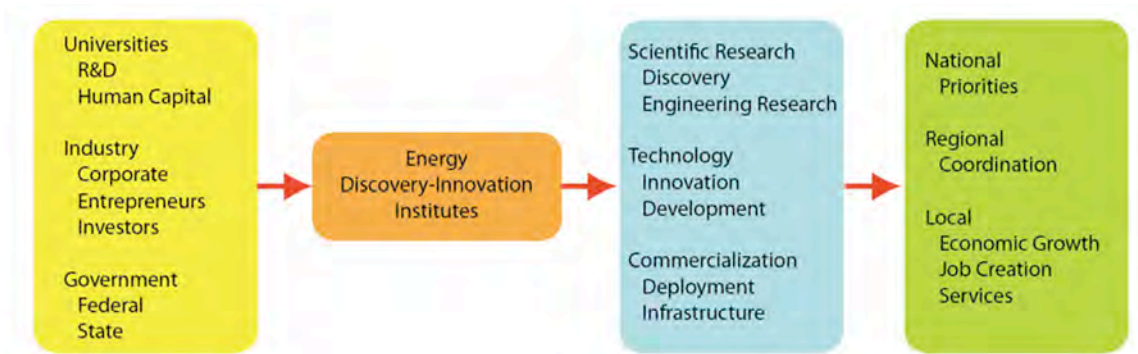 Universities
R&D
Human Capital
Industry
Corporate
Entrepreneurs
Investors
Government
Federal
State
Energy
Discovery-Innovation
Institutes
Scientific Research
Discovery
Engineering Research
Technology
Innovation
Development
Commercialization
Deployment
Infrastructure
National
Priorities
Regional
Coordination
Local
Economic Growth
Job Creation
Services